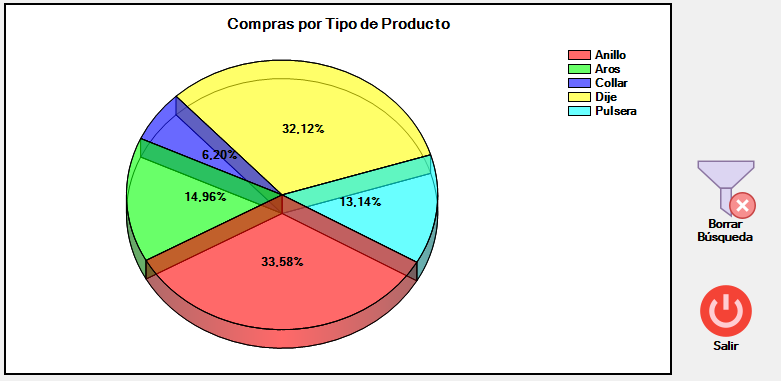 Compras por Tipo de Producto
Anillo
Aros
Collar
Dije
Pulsera
32,12%
6,20%
14,96%
13,14%
33,58%
Borrar
Búsqueda
Salir